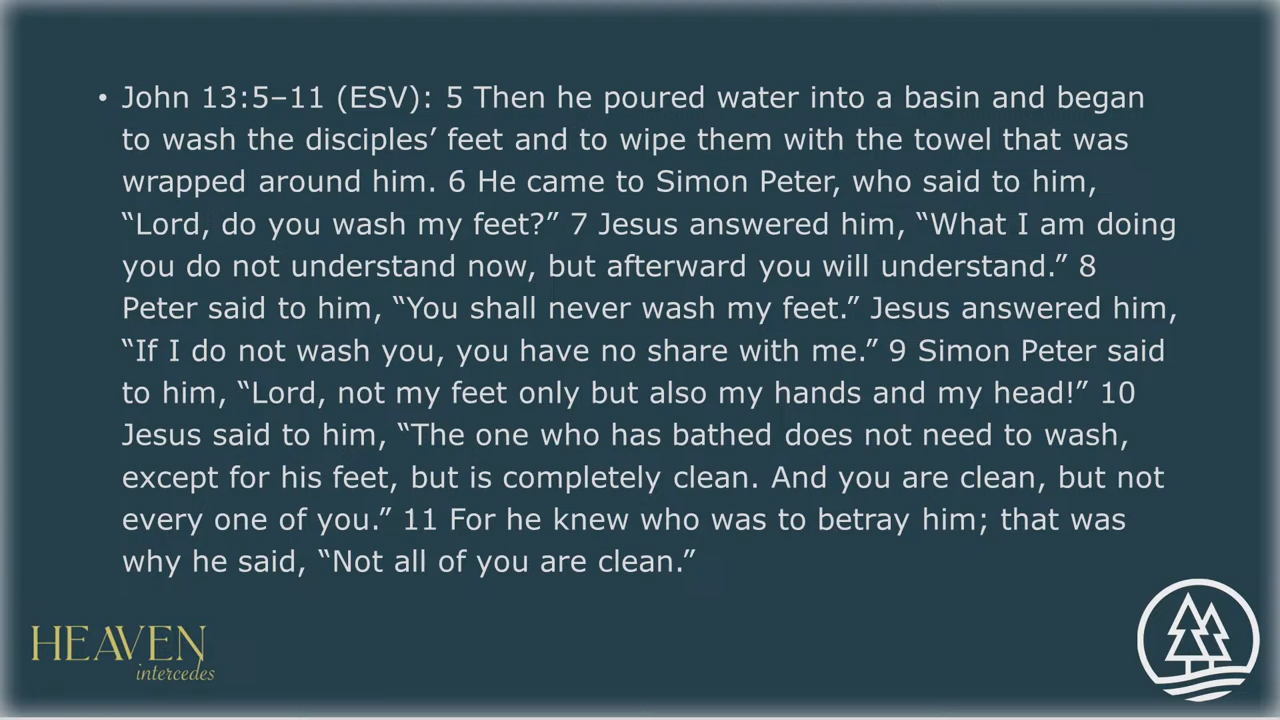 • John 13:5–11 (ESV): 5 Then he poured water into a basin and began
to wash the disciples’ feet and to wipe them with the towel that was
wrapped around him. 6 He came to Simon Peter, who said to him,
“Lord, do you wash my feet?” 7 Jesus answered him, “What I am doing
you do not understand now, but afterward you will understand.” 8
Peter said to him, “You shall never wash my feet.” Jesus answered him,
“If I do not wash you, you have no share with me.” 9 Simon Peter said
to him, “Lord, not my feet only but also my hands and my head!” 10
Jesus said to him, “The one who has bathed does not need to wash,
except for his feet, but is completely clean. And you are clean, but not
every one of you.” 11 For he knew who was to betray him; that was
why he said, “Not all of you are clean.”
HEAVEN
intercedes